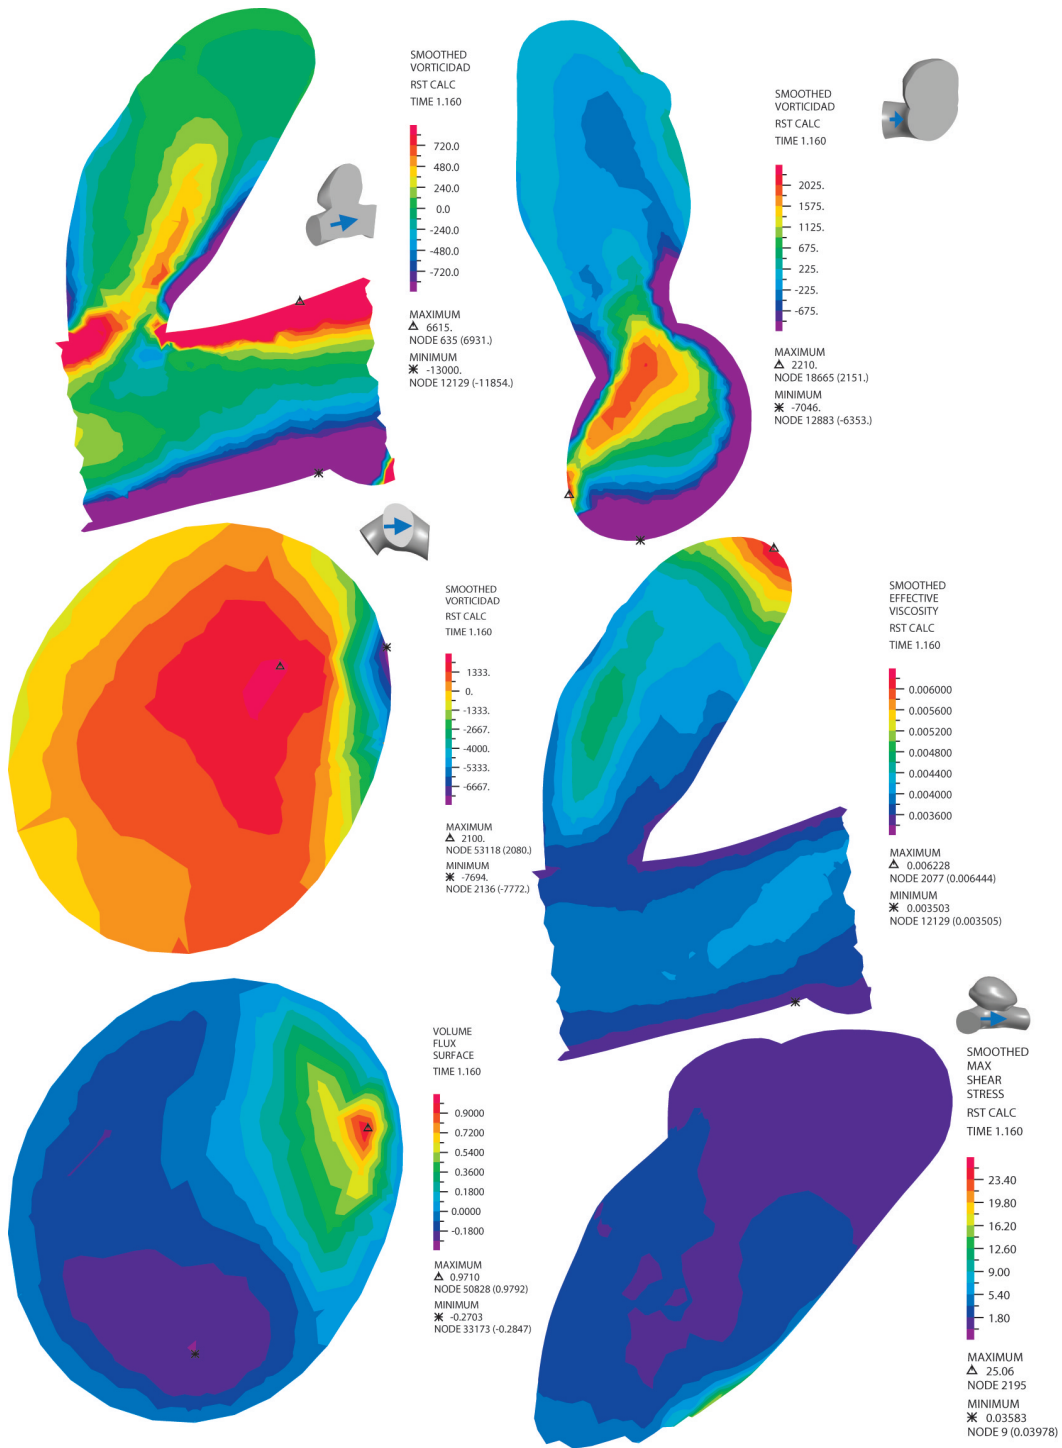 SMOOTHED
VORTICIDAD
RST CALC
TIME 1.160
720.0
480.0
240.0
0.0
-240.0
-480.0
-720.0
MAXIMUM
6615.
NODE 635 (6931.)
MINIMUM
-13000.
NODE 12129 (-11854.)
SMOOTHED
VORTICIDAD
RST CALC
TIME 1.160
2025.
1575.
1125.
675.
225.
-225.
-675.
MAXIMUM
2210.
NODE 18665 (2151.)
MINIMUM
-7046.
NODE 12883 (-6353.)
SMOOTHED
VORTICIDAD
RST CALC
TIME 1.160
1333.
0.
-1333.
-2667.
-4000.
-5333.
-6667.
MAXIMUM
2100.
NODE 53118 (2080.)
MINIMUM
-7694.
NODE 2136 (-7772.)
SMOOTHED
EFFECTIVE
VISCOSITY
RST CALC
TIME 1.160
0.006000
0.005600
0.005200
0.004800
0.004400
0.004000
0.003600
MAXIMUM
0.006228
NODE 2077 (0.006444)
MINIMUM
0.003503
NODE 12129 (0.003505)
VOLUME
FLUX
SURFACE
TIME 1.160
0.9000
0.7200
0.5400
0.3600
0.1800
0.0000
-0.1800
MAXIMUM
0.9710
NODE 50828 (0.9792)
MINIMUM
-0.2703
NODE 33173 (-0.2847)
SMOOTHED
MAX
SHEAR
STRESS
RST CALC
TIME 1.160
23.40
19.80
16.20
12.60
9.00
5.40
1.80
MAXIMUM
25.06
NODE 2195
MINIMUM
0.03583
NODE 9 (0.03978)